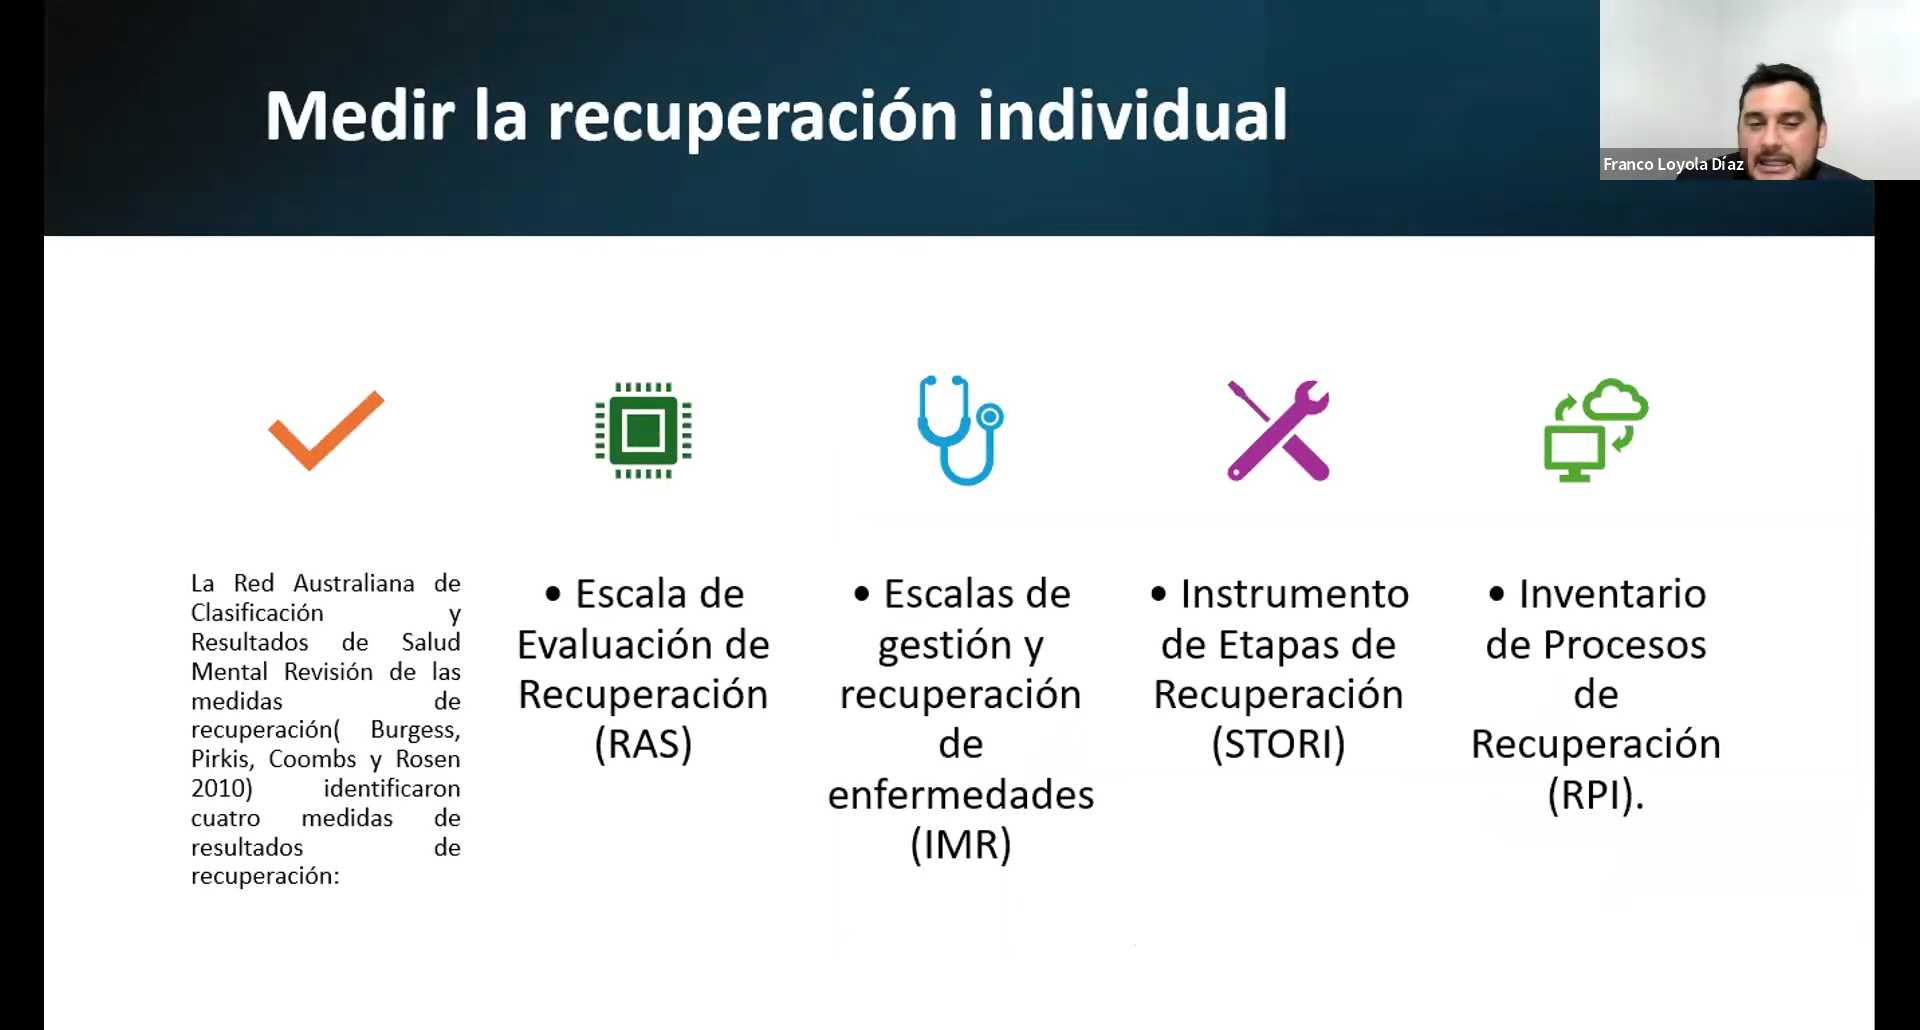 Medir la recuperación individual
Franco Loyola Díaz
La Red Australiana de
Clasificación y
Resultados de Salud
Mental Revisión de las
medidas de
recuperación( Burgess,
Pirkis, Coombs y Rosen
2010) identificaron
cuatro medidas de
resultados de
recuperación:
• Escala de
Evaluación de
Recuperación
(RAS)
• Escalas de
gestión y
recuperación
de
enfermedades
(IMR)
• Instrumento
de Etapas de
Recuperación
(STORI)
• Inventario
de Procesos
de
Recuperación
(RPI).